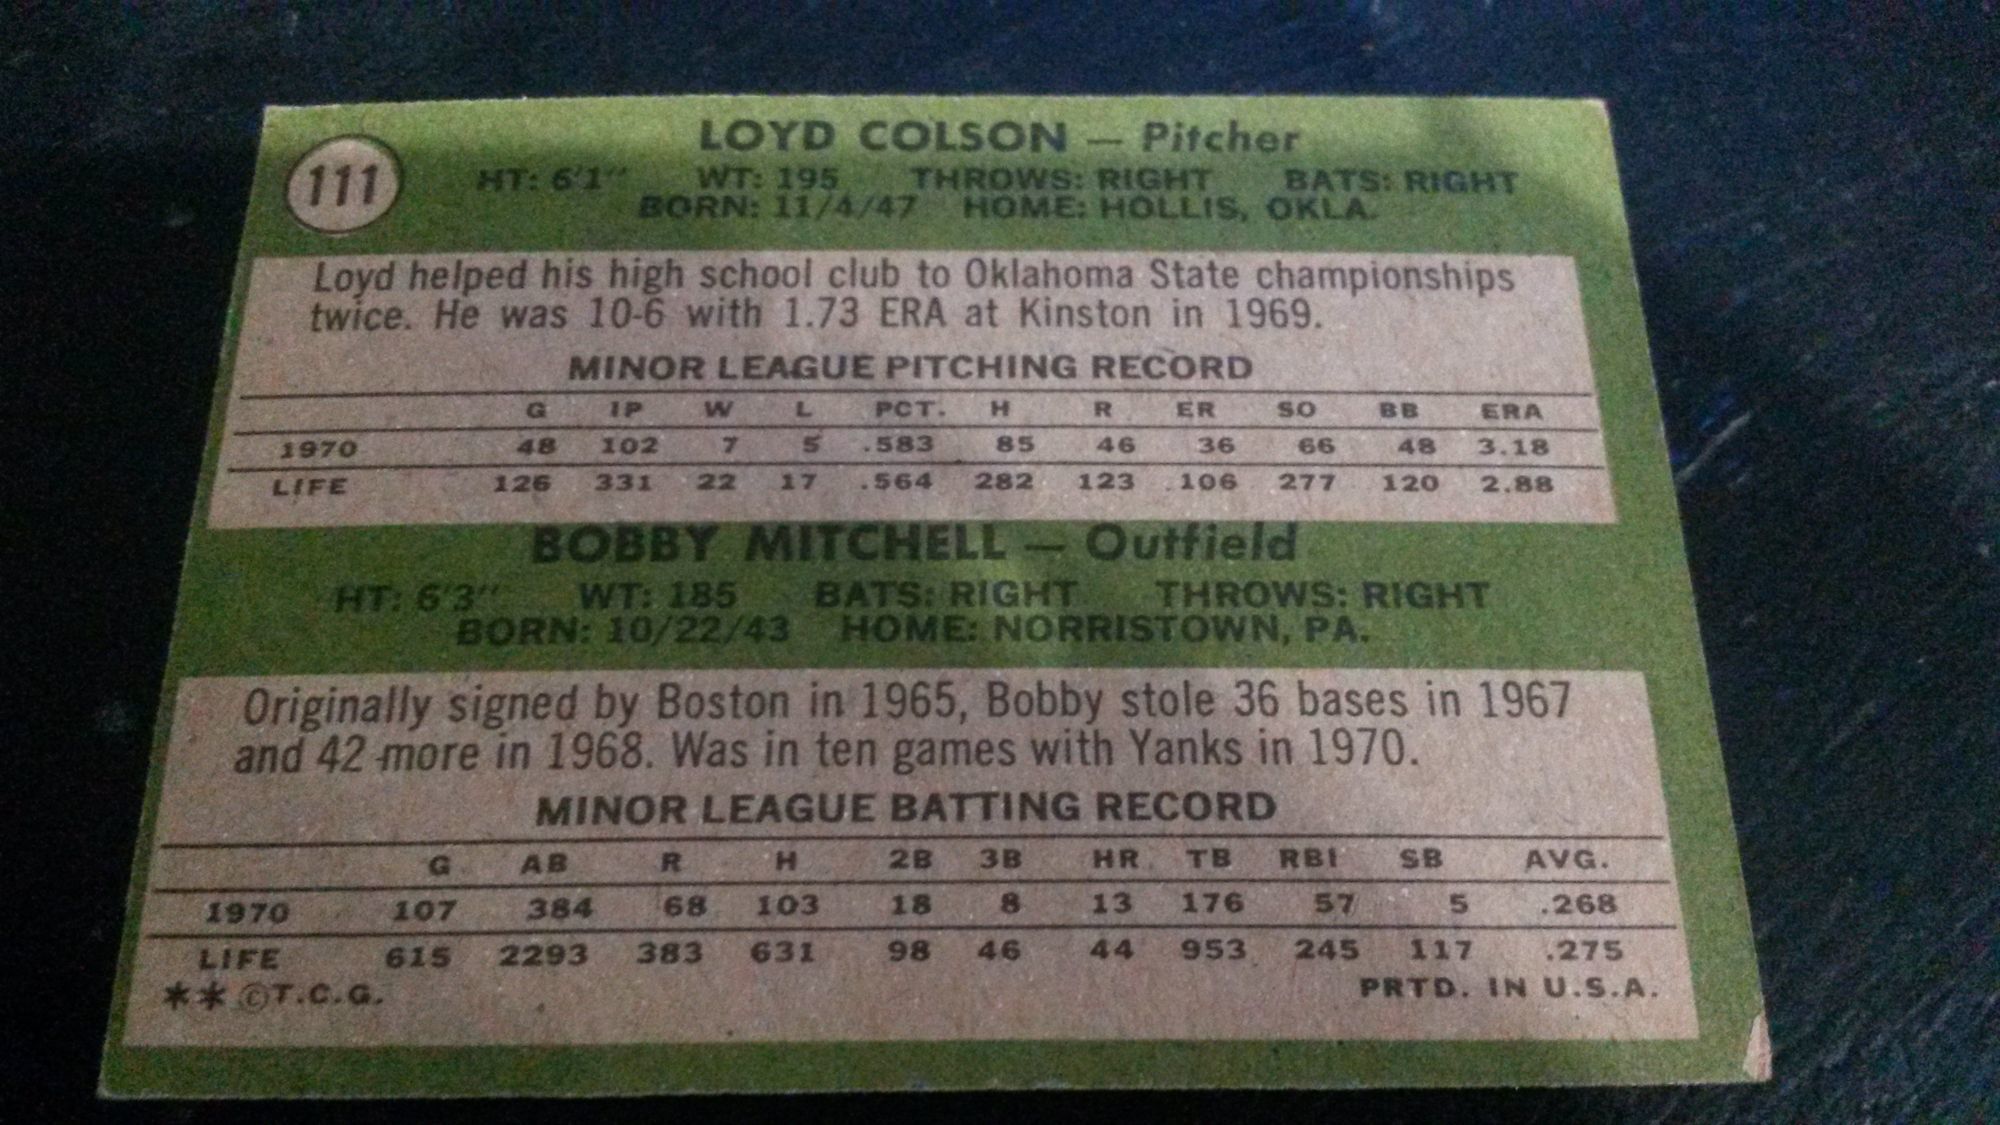 111
LOYD COLSON — Pitcher
HT: 6'1" WT: 195 THROWS: RIGHT BATS: RIGHT
BORN: 11/4/47 HOME: HOLLIS, OKLA.
Loyd helped his high school club to Oklahoma State championships
twice. He was 10-6 with 1.73 ERA at Kinston in 1969.
MINOR LEAGUE PITCHING RECORD
G IP W L PCT. H R ER SO BB ERA
1970 48 102 7 5 .583 85 46 36 66 48 3.18
LIFE 126 331 22 17 .564 282 123 106 277 120 2.88
BOBBY MITCHELL — Outfield
HT: 6'3" WT: 185 BATS: RIGHT THROWS: RIGHT
BORN: 10/22/43 HOME: NORRISTOWN, PA.
Originally signed by Boston in 1965, Bobby stole 36 bases in 1967
and 42 more in 1968. Was in ten games with Yanks in 1970.
MINOR LEAGUE BATTING RECORD
G AB R H 2B 3B HR TB RBI SB AVG.
1970 107 384 68 103 18 8 13 176 57 5 .268
LIFE 615 2293 383 631 98 46 44 953 245 117 .275
**©T.C.G. PRTD. IN U.S.A.